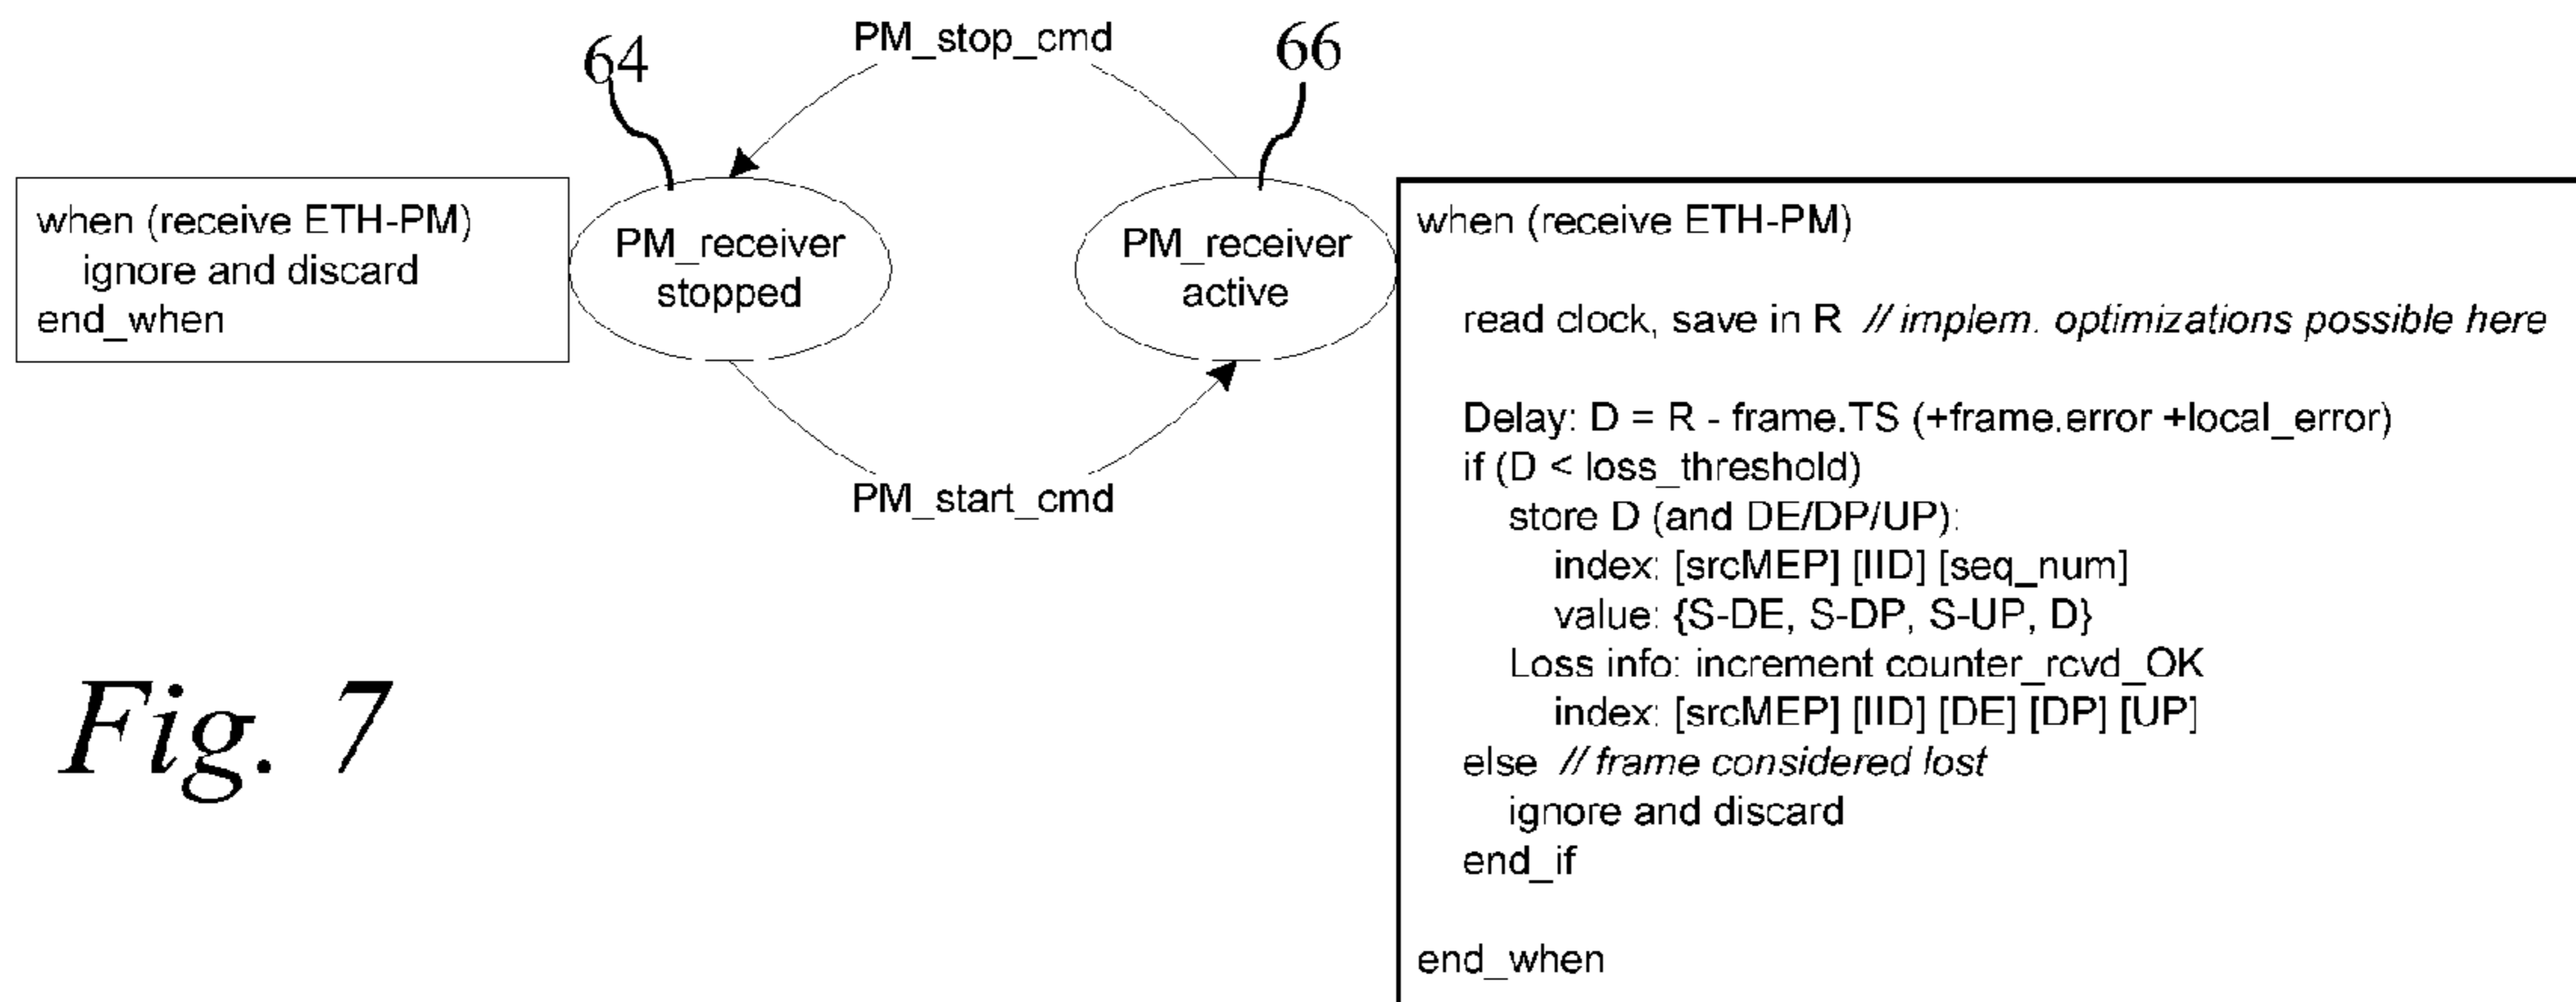 PM_stop_cmd
64
66
when (receive ETH-PM)
ignore and discard
end_when
PM_receiver
stopped
PM_receiver
active
PM_start_cmd
when (receive ETH-PM)
read clock, save in R // implem. optimizations possible here
Delay: D = R - frame.TS (+frame.error +local_error)
if (D < loss_threshold)
store D (and DE/DP/UP):
index: [srcMEP] [IID] [seq_num]
value: {S-DE, S-DP, S-UP, D}
Loss info: increment counter_rcvd_OK
index: [srcMEP] [IID] [DE] [DP] [UP]
else // frame considered lost
ignore and discard
end_if
end_when
Fig. 7